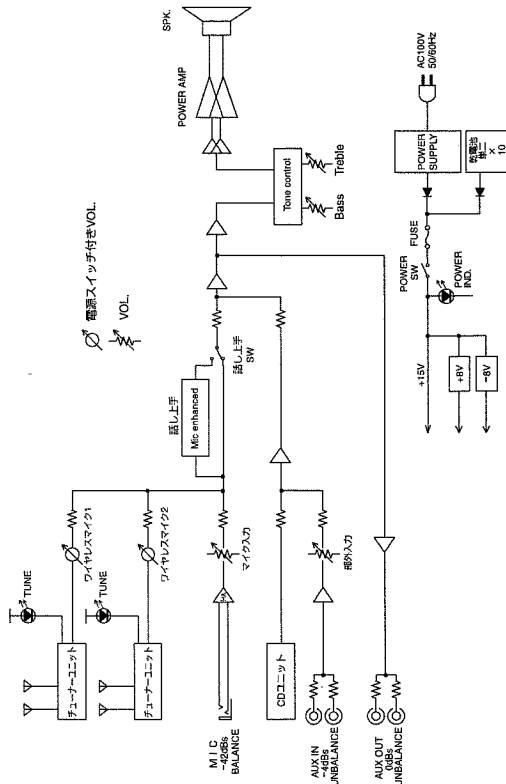 チューナーユニット
TUNE
ワイヤレスマイク1
チューナーユニット
TUNE
ワイヤレスマイク2
電源スイッチ付きVOL.
VOL.
MIC
-42dBs
BALANCE
マイク入力
話し上手
Mic enhanced
話し上手
SW
CDユニット
AUX IN
-4dBs
UNBALANCE
部外入力
AUX OUT
0dBs
UNBALANCE
Tone control
Bass
Treble
POWER AMP
SPK.
+15V
+8V
-8V
POWER
IND.
POWER
SW
FUSE
POWER
SUPPLY
乾電池
単二
×
10
AC100V
50/60Hz